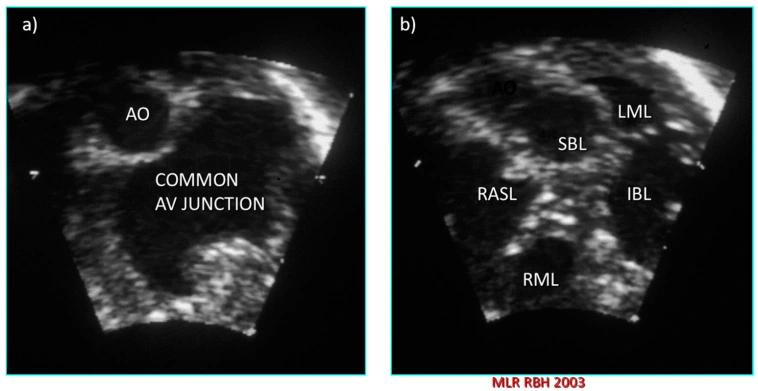 a)
AO
COMMON
AV JUNCTION
b)
AO
LML
SBL
RASL
IBL
RML
MLR RBH 2003